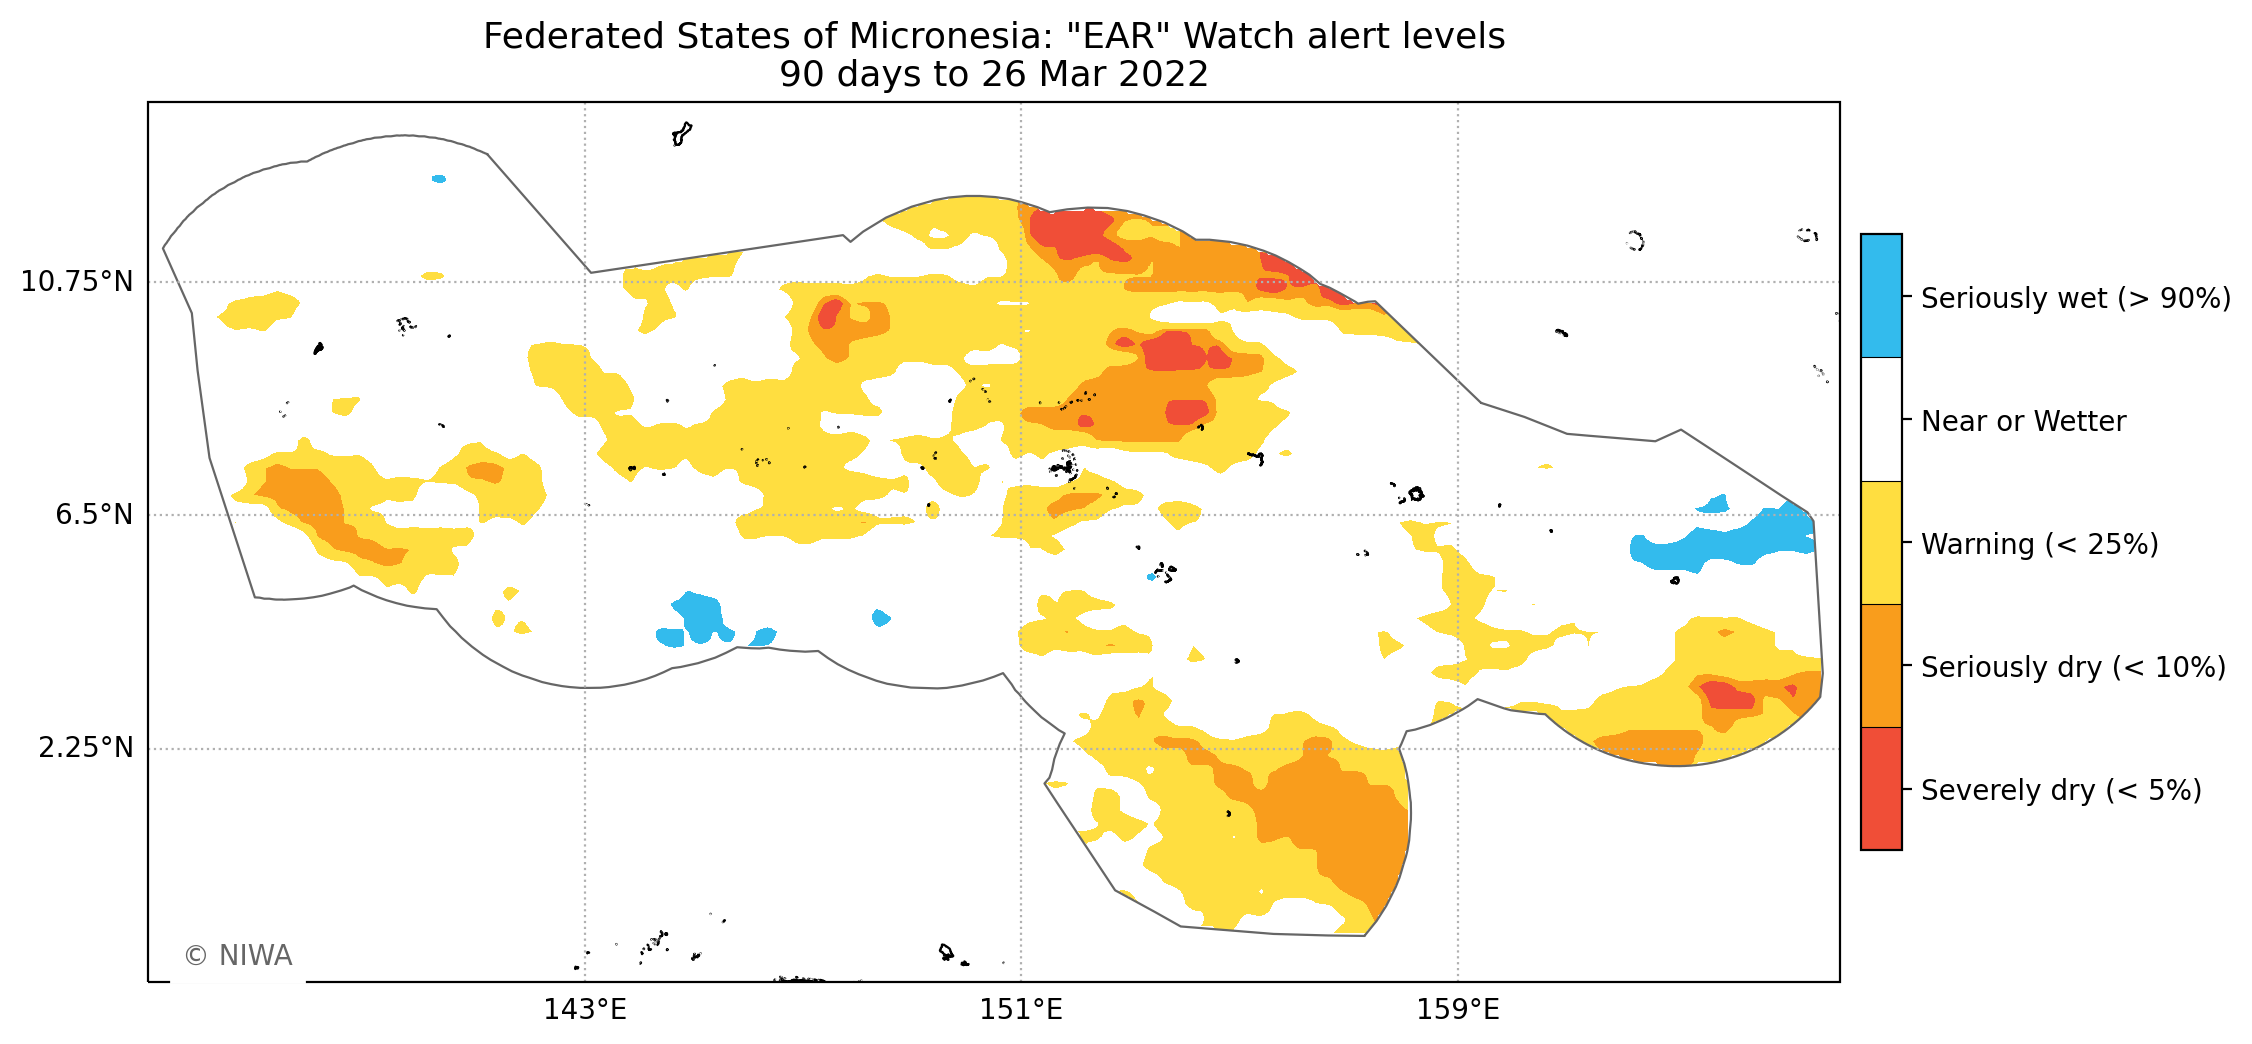 Federated States of Micronesia: "EAR" Watch alert levels
90 days to 26 Mar 2022
10.75°N
6.5°N
2.25°N
143°E
151°E
159°E
Seriously wet (> 90%)
Near or Wetter
Warning (< 25%)
Seriously dry (< 10%)
Severely dry (< 5%)
© NIWA